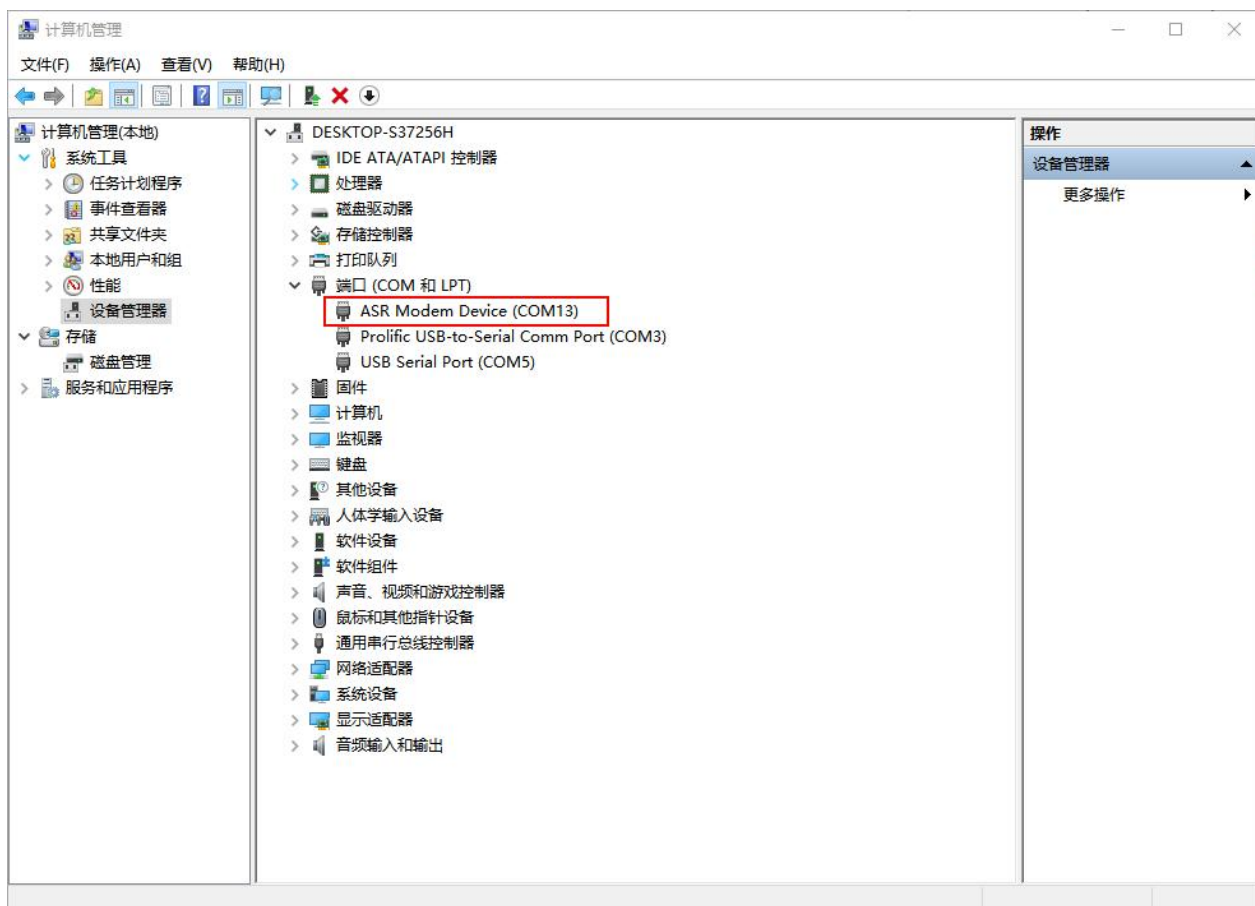 计算机管理
文件(F) 操作(A) 查看(V) 帮助(H)
计算机管理(本地)
系统工具
任务计划程序
事件查看器
共享文件夹
本地用户和组
性能
设备管理器
存储
磁盘管理
服务和应用程序
DESKTOP-S37256H
IDE ATA/ATAPI 控制器
处理器
磁盘驱动器
存储控制器
打印队列
端口 (COM 和 LPT)
ASR Modem Device (COM13)
Prolific USB-to-Serial Comm Port (COM3)
USB Serial Port (COM5)
固件
计算机
监视器
键盘
其他设备
人体学输入设备
软件设备
软件组件
声音、视频和游戏控制器
鼠标和其他指针设备
通用串行总线控制器
网络适配器
系统设备
显示适配器
音频输入和输出
操作
设备管理器
更多操作